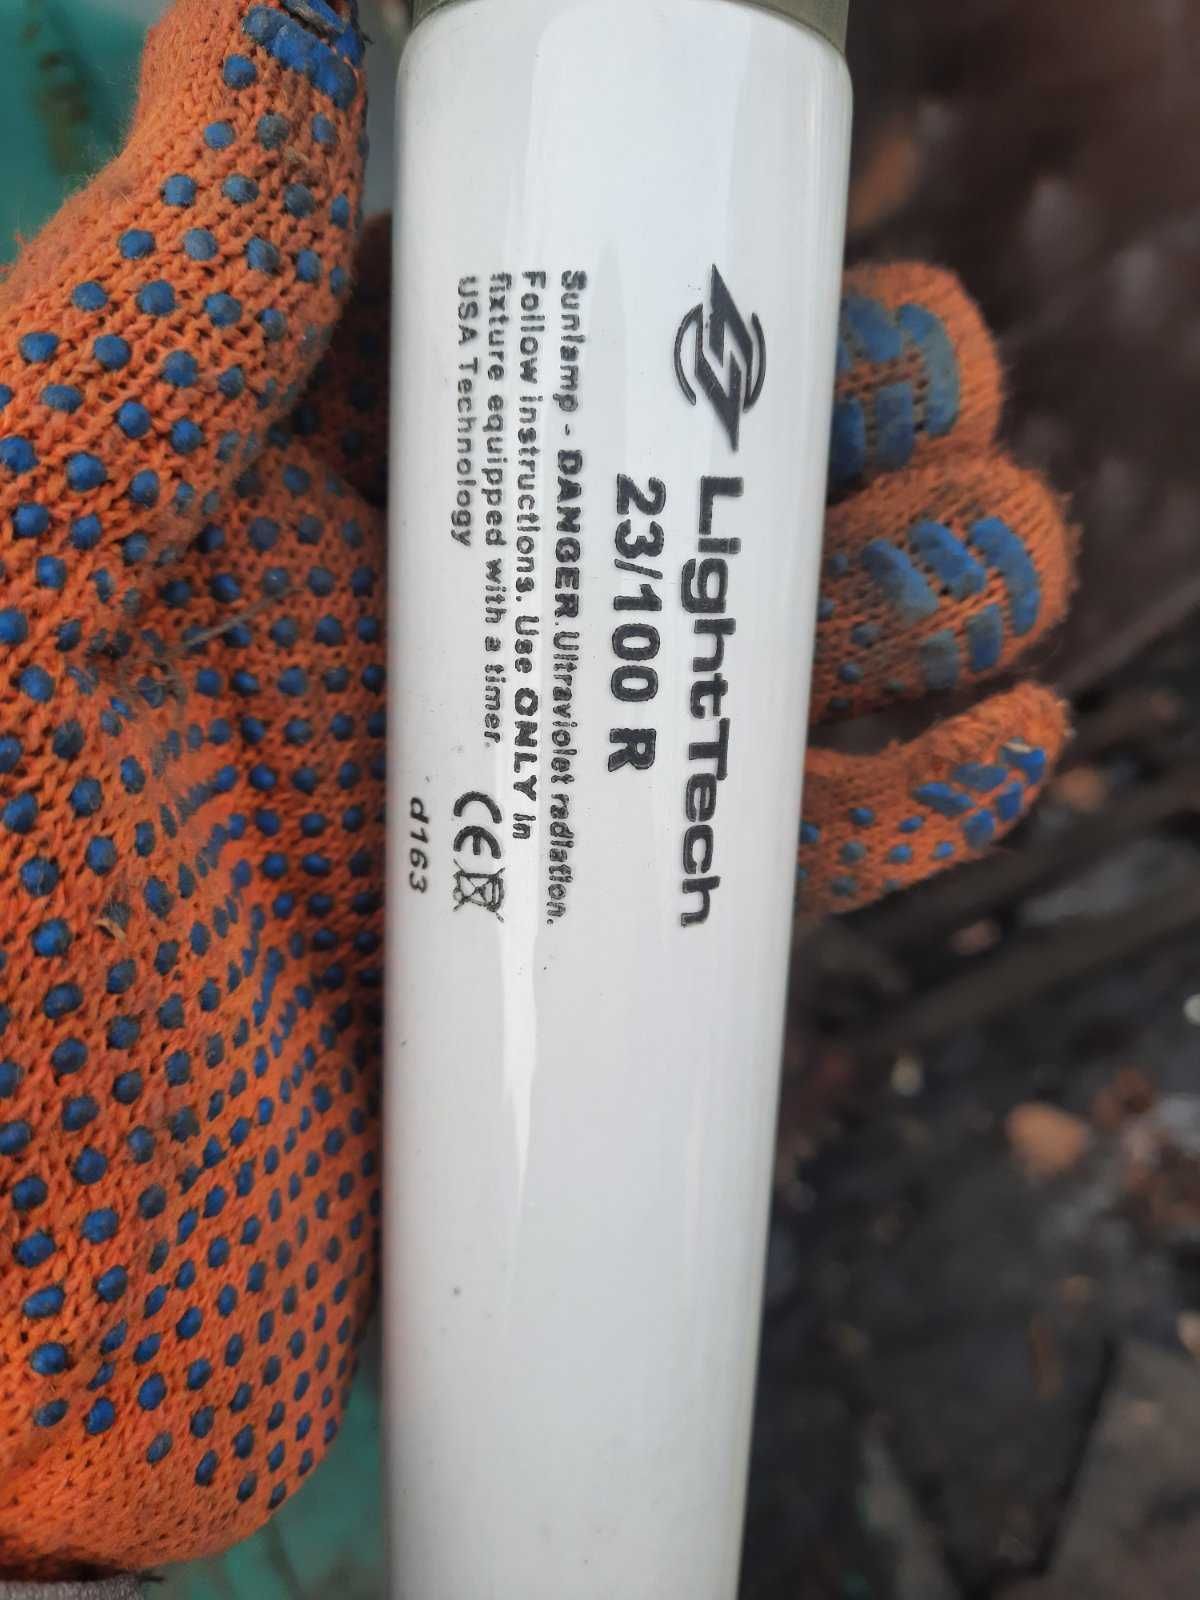 LightTech
23/100 R
Sunlamp - DANGER. Ultraviolet radiation.
Follow instructions. Use ONLY in
fixture equipped with a timer.
USA Technology
CE
d163